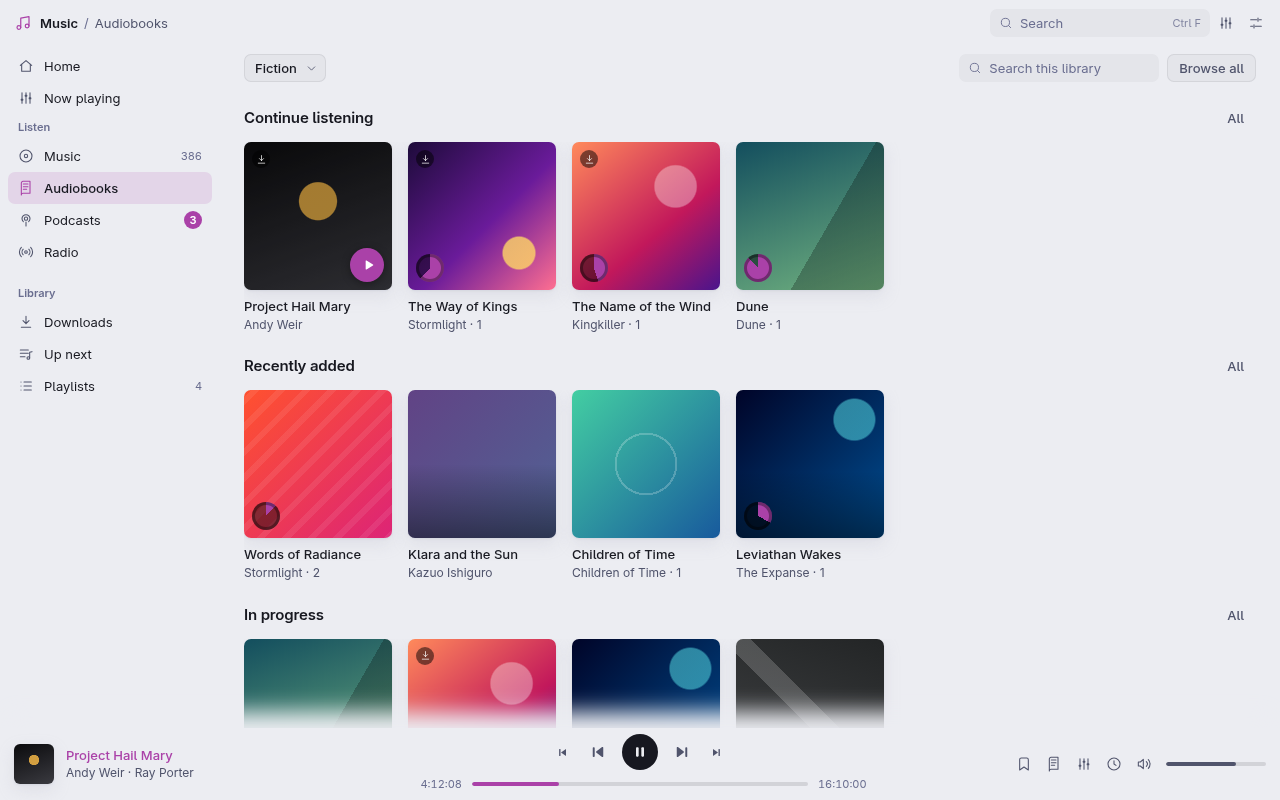 Music / Audiobooks
Search
Ctrl F
Home
Now playing
Listen
Music 386
Audiobooks
Podcasts 3
Radio
Library
Downloads
Up next
Playlists 4
Fiction
Search this library
Browse all
Continue listening
All
Project Hail Mary
Andy Weir
The Way of Kings
Stormlight · 1
The Name of the Wind
Kingkiller · 1
Dune
Dune · 1
Recently added
All
Words of Radiance
Stormlight · 2
Klara and the Sun
Kazuo Ishiguro
Children of Time
Children of Time · 1
Leviathan Wakes
The Expanse · 1
In progress
All
Project Hail Mary
Andy Weir · Ray Porter
4:12:08
16:10:00